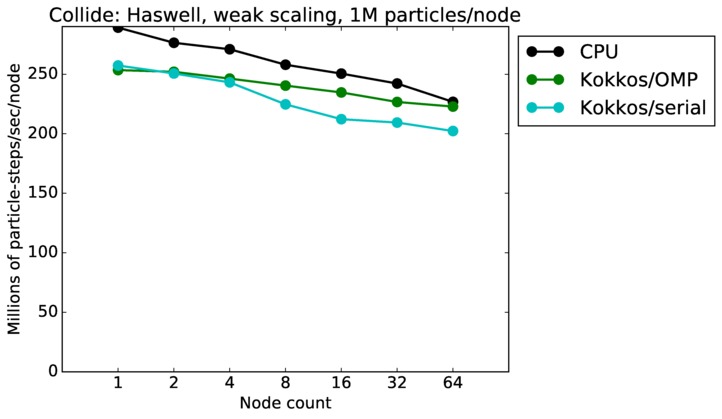 Collide: Haswell, weak scaling, 1M particles/node
CPU
Kokkos/OMP
Kokkos/serial
Millions of particle-steps/sec/node
250
200
150
100
50
0
1 2 4 8 16 32 64
Node count